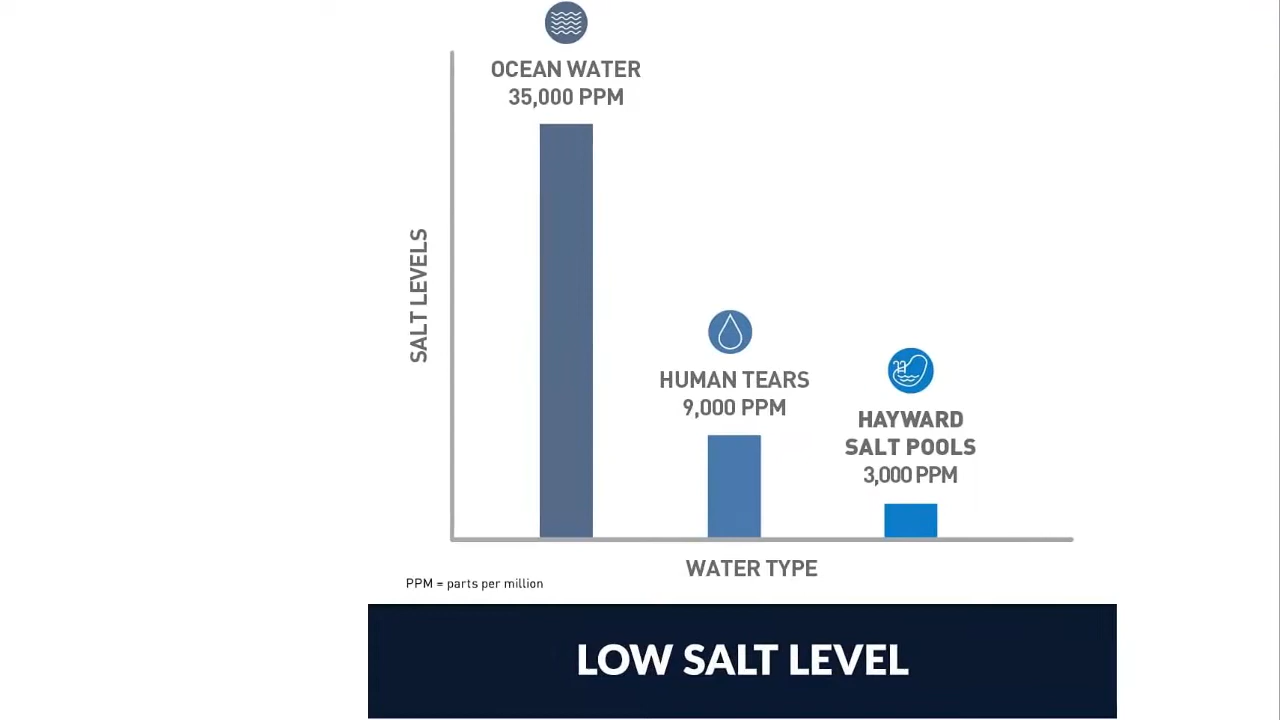 OCEAN WATER
35,000 PPM
SALT LEVELS
HUMAN TEARS
9,000 PPM
HAYWARD
SALT POOLS
3,000 PPM
WATER TYPE
PPM = parts per million
LOW SALT LEVEL